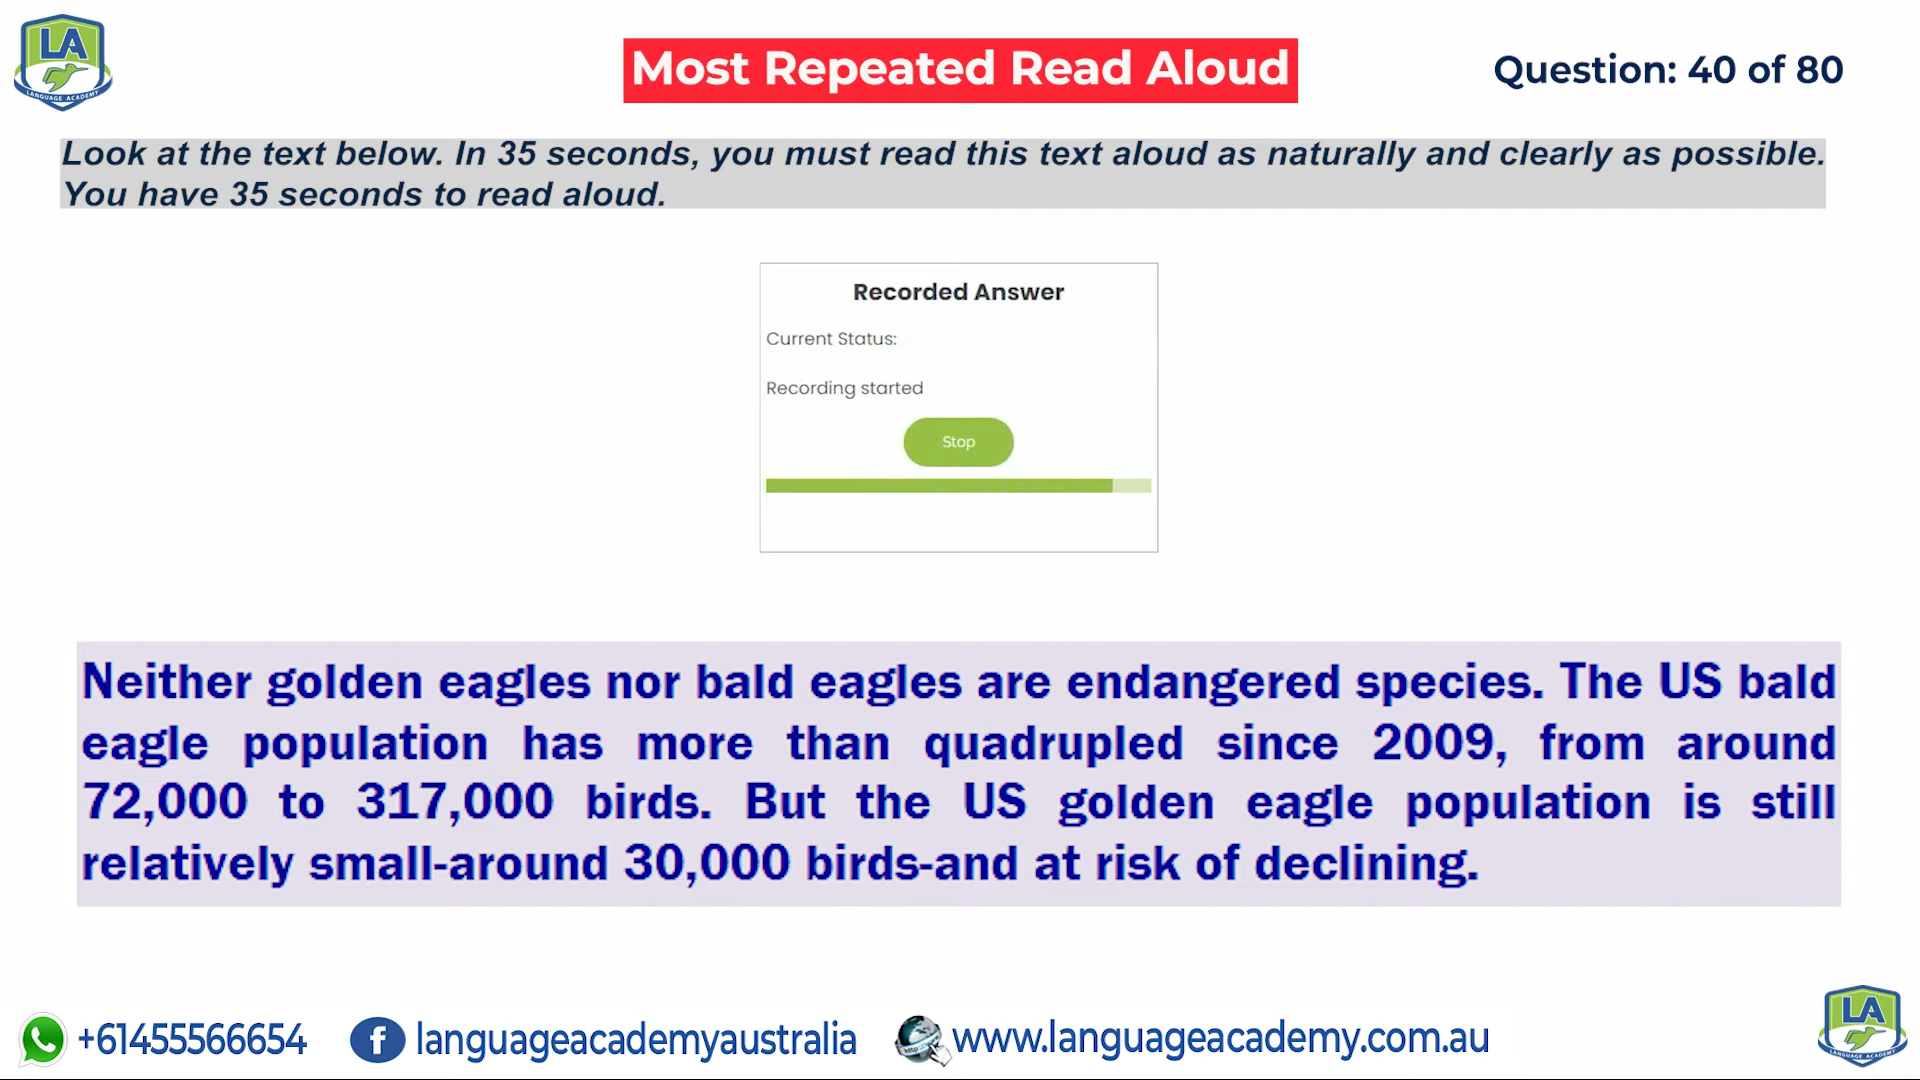 LA
LANGUAGE ACADEMY
Most Repeated Read Aloud
Question: 40 of 80
Look at the text below. In 35 seconds, you must read this text aloud as naturally and clearly as possible.
You have 35 seconds to read aloud.
Recorded Answer
Current Status:
Recording started
Stop
Neither golden eagles nor bald eagles are endangered species. The US bald
eagle population has more than quadrupled since 2009, from around
72,000 to 317,000 birds. But the US golden eagle population is still
relatively small-around 30,000 birds-and at risk of declining.
+61455566654
f
languageacademyaustralia
http
www.languageacademy.com.au
LA
LANGUAGE ACADEMY